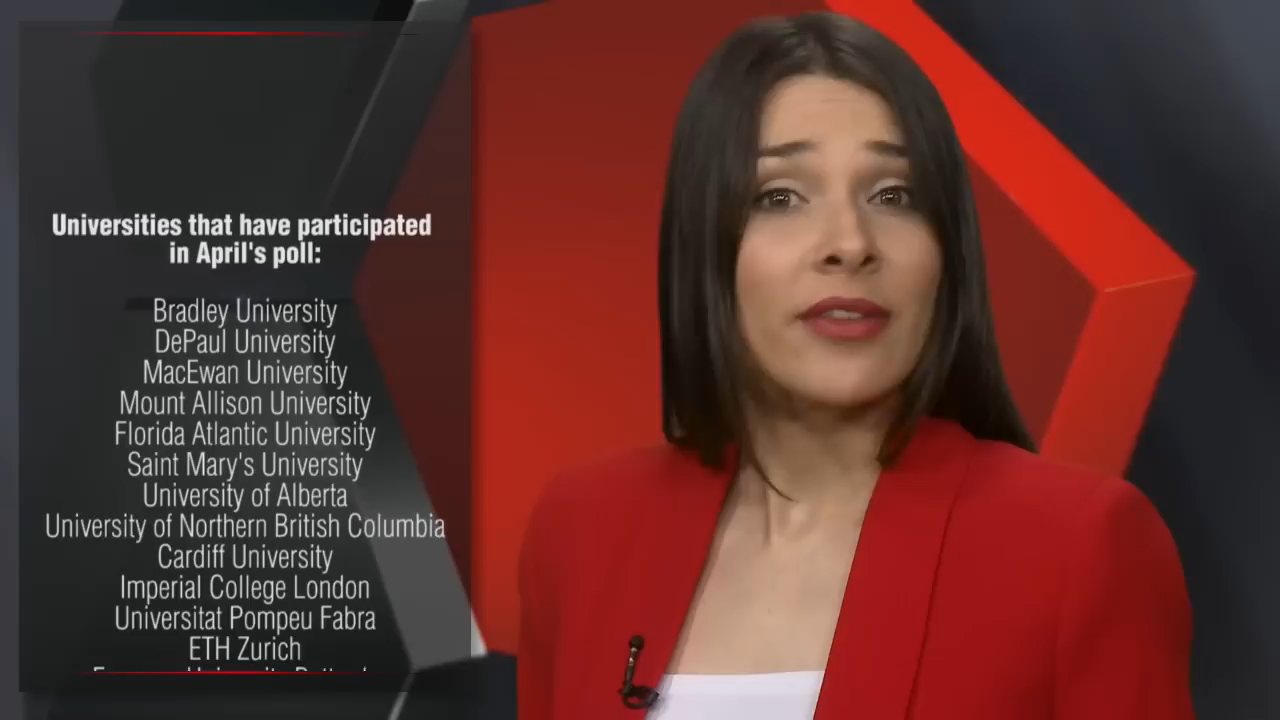 Universities that have participated
in April's poll:
Bradley University
DePaul University
MacEwan University
Mount Allison University
Florida Atlantic University
Saint Mary's University
University of Alberta
University of Northern British Columbia
Cardiff University
Imperial College London
Universitat Pompeu Fabra
ETH Zurich